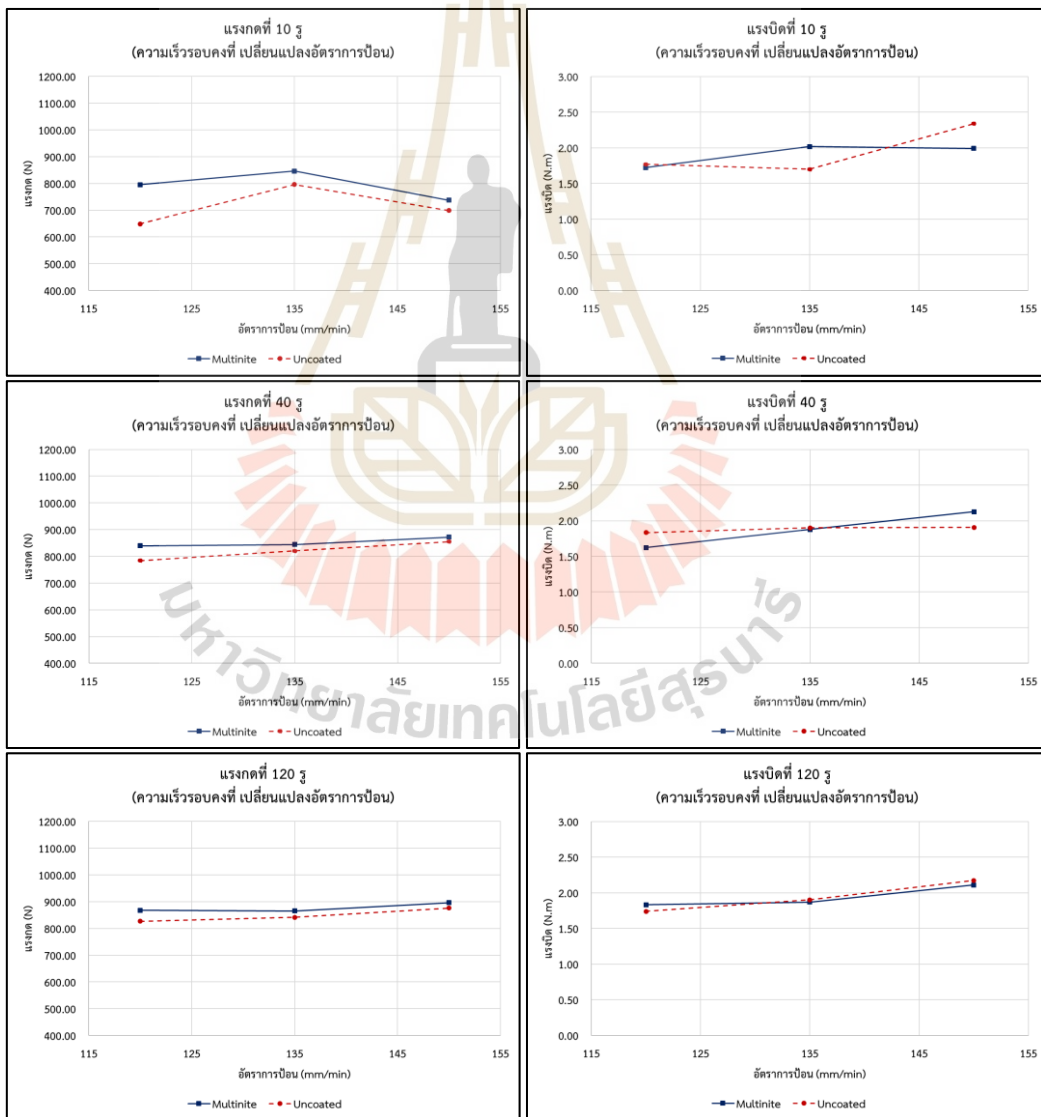 แรงกดที่ 10 รู
(ความเร็วรอบคงที่ เปลี่ยนแปลงอัตราการป้อน)
1200.00
1100.00
1000.00
900.00
800.00
700.00
600.00
500.00
400.00
แรงกด (N)
115 125 135 145 155
อัตราการป้อน (mm/min)
Multinite Uncoated
แรงบิดที่ 10 รู
(ความเร็วรอบคงที่ เปลี่ยนแปลงอัตราการป้อน)
3.00
2.50
2.00
1.50
1.00
0.50
0.00
แรงบิด (N.m)
115 125 135 145 155
อัตราการป้อน (mm/min)
Multinite Uncoated
แรงกดที่ 40 รู
(ความเร็วรอบคงที่ เปลี่ยนแปลงอัตราการป้อน)
1200.00
1100.00
1000.00
900.00
800.00
700.00
600.00
500.00
400.00
แรงกด (N)
115 125 135 145 155
อัตราการป้อน (mm/min)
Multinite Uncoated
แรงบิดที่ 40 รู
(ความเร็วรอบคงที่ เปลี่ยนแปลงอัตราการป้อน)
3.00
2.50
2.00
1.50
1.00
0.50
0.00
แรงบิด (N.m)
115 125 135 145 155
อัตราการป้อน (mm/min)
Multinite Uncoated
มหาวิทยาลัยเทคโนโลยีสุรนารี
แรงกดที่ 120 รู
(ความเร็วรอบคงที่ เปลี่ยนแปลงอัตราการป้อน)
1200.00
1100.00
1000.00
900.00
800.00
700.00
600.00
500.00
400.00
แรงกด (N)
115 125 135 145 155
อัตราการป้อน (mm/min)
Multinite Uncoated
แรงบิดที่ 120 รู
(ความเร็วรอบคงที่ เปลี่ยนแปลงอัตราการป้อน)
3.00
2.50
2.00
1.50
1.00
0.50
0.00
แรงบิด (N.m)
115 125 135 145 155
อัตราการป้อน (mm/min)
Multinite Uncoated